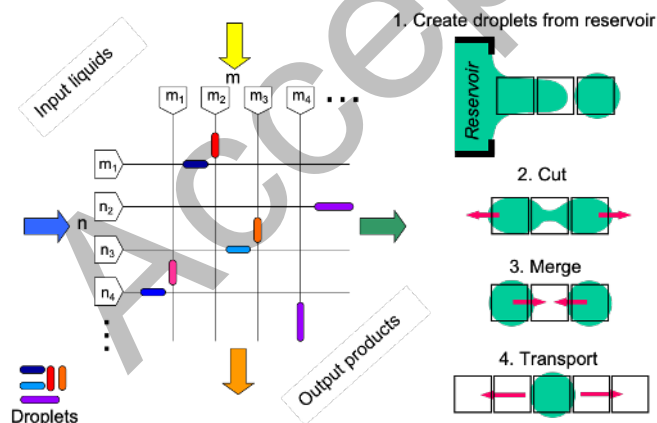 Accep
Input liquids
m
m1 m2 m3 m4 ...
m1
n2
n
n3
n4
Output products
Droplets
1. Create droplets from reservoir
Reservoir
2. Cut
3. Merge
4. Transport